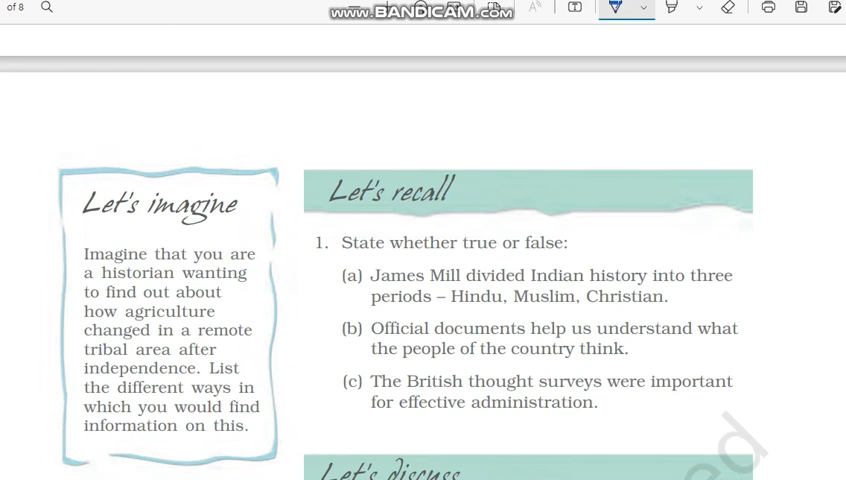 of 8
www.BANDICAM.com
Let's imagine
Imagine that you are
a historian wanting
to find out about
how agriculture
changed in a remote
tribal area after
independence. List
the different ways in
which you would find
information on this.
Let's recall
1. State whether true or false:
(a) James Mill divided Indian history into three
periods – Hindu, Muslim, Christian.
(b) Official documents help us understand what
the people of the country think.
(c) The British thought surveys were important
for effective administration.
Let's discuss